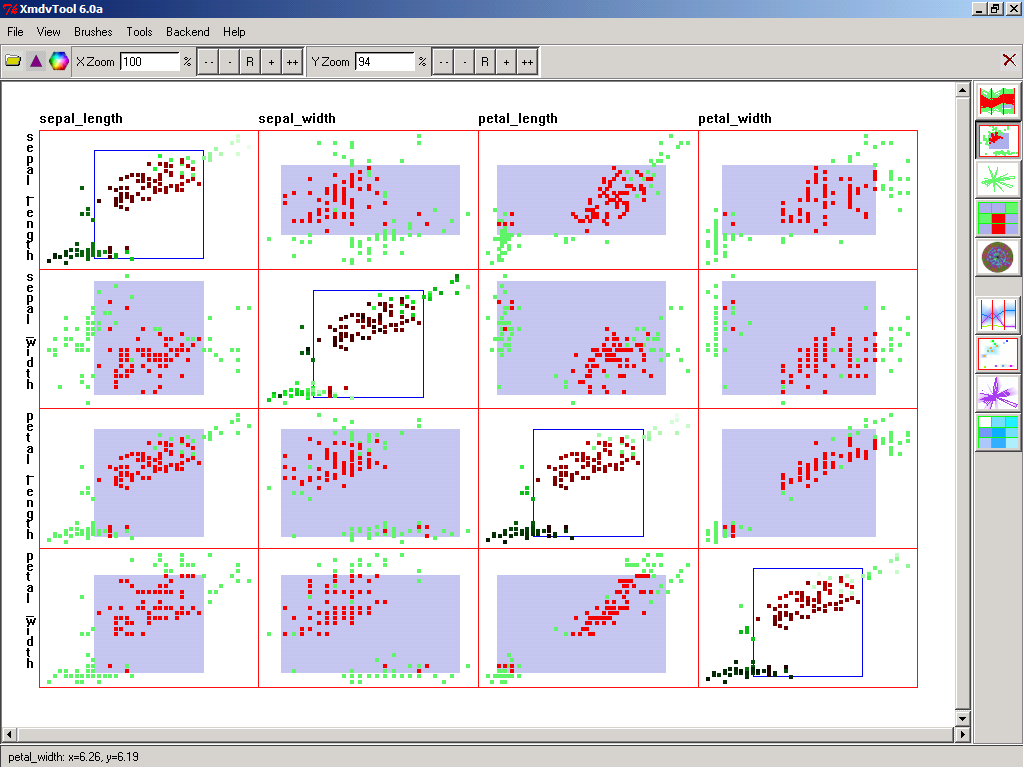 XmdvTool 6.0a
File View Brushes Tools Backend Help
X Zoom 100 % -- - R + ++ Y Zoom 94 % -- - R + ++
sepal_length sepal_width petal_length petal_width
sepal_length
sepal_width
petal_length
petal_width
petal_width: x=6.26, y=6.19